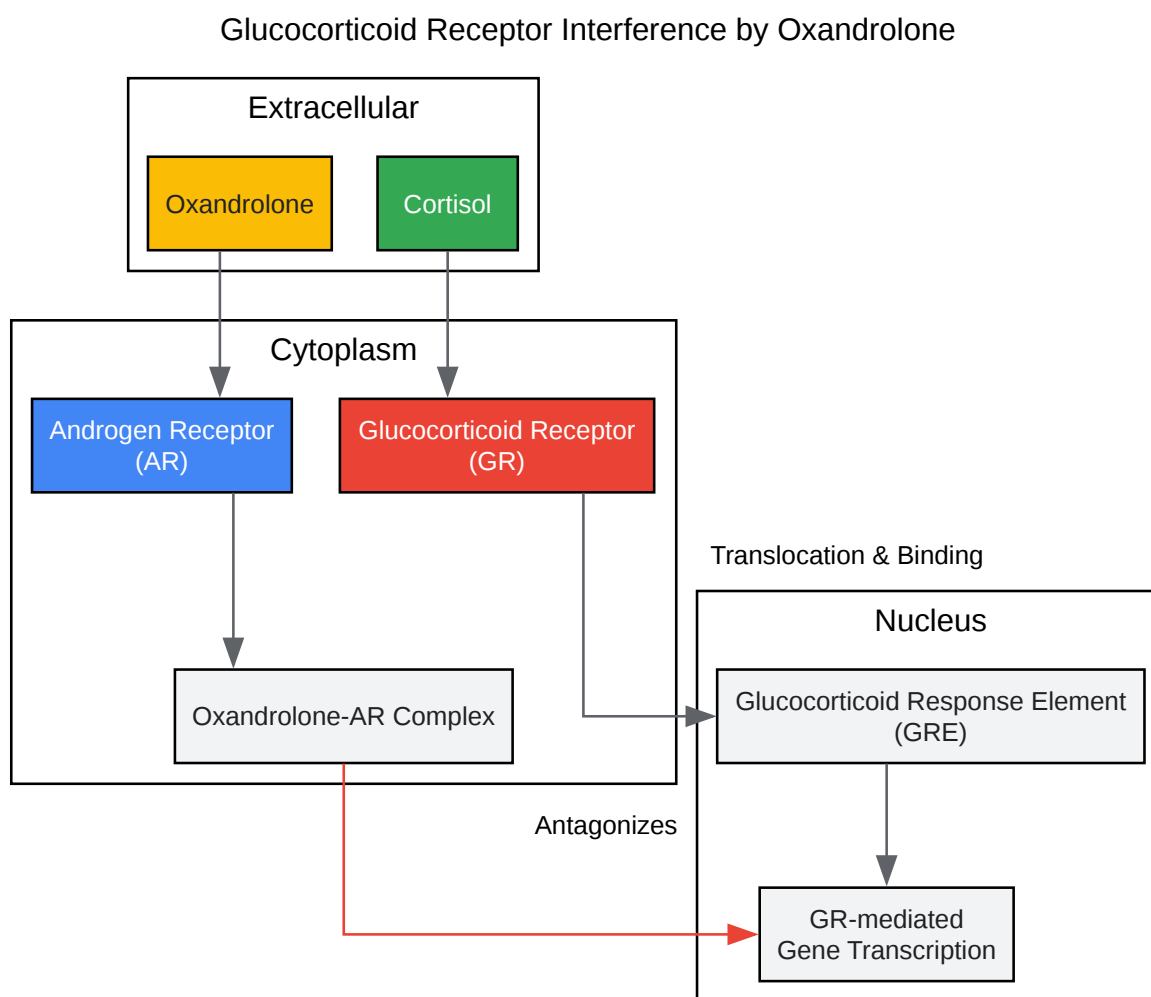 Glucocorticoid Receptor Interference by Oxandrolone
Extracellular
Oxandrolone
Cortisol
Cytoplasm
Androgen Receptor
(AR)
Glucocorticoid Receptor
(GR)
Translocation & Binding
Nucleus
Oxandrolone-AR Complex
Glucocorticoid Response Element
(GRE)
Antagonizes
GR-mediated
Gene Transcription